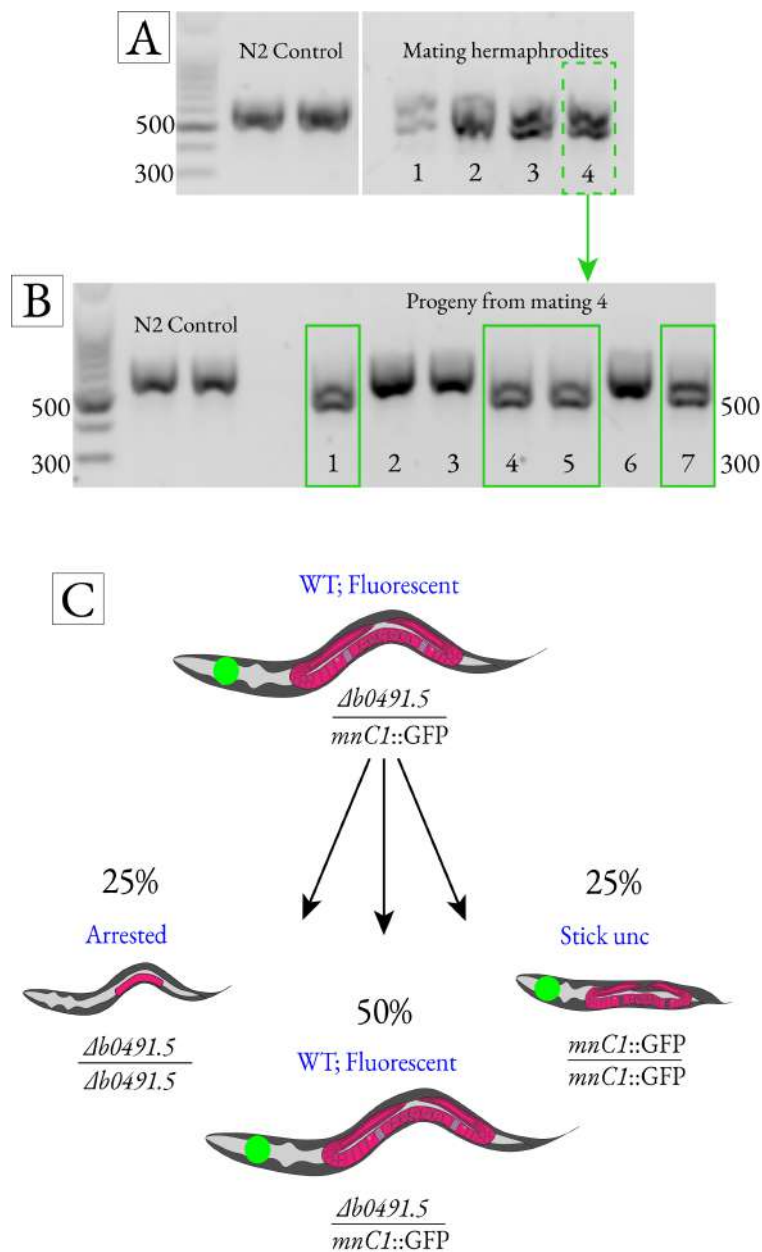 A
N2 Control
Mating hermaphrodites
500
300
1 2 3 4
B
N2 Control
Progeny from mating 4
500
300
1 2 3 4 5 6 7
500
300
C
WT; Fluorescent
Δb0491.5
mnC1::GFP
25%
Arrested
Δb0491.5
Δb0491.5
50%
WT; Fluorescent
Δb0491.5
mnC1::GFP
25%
Stick unc
mnC1::GFP
mnC1::GFP